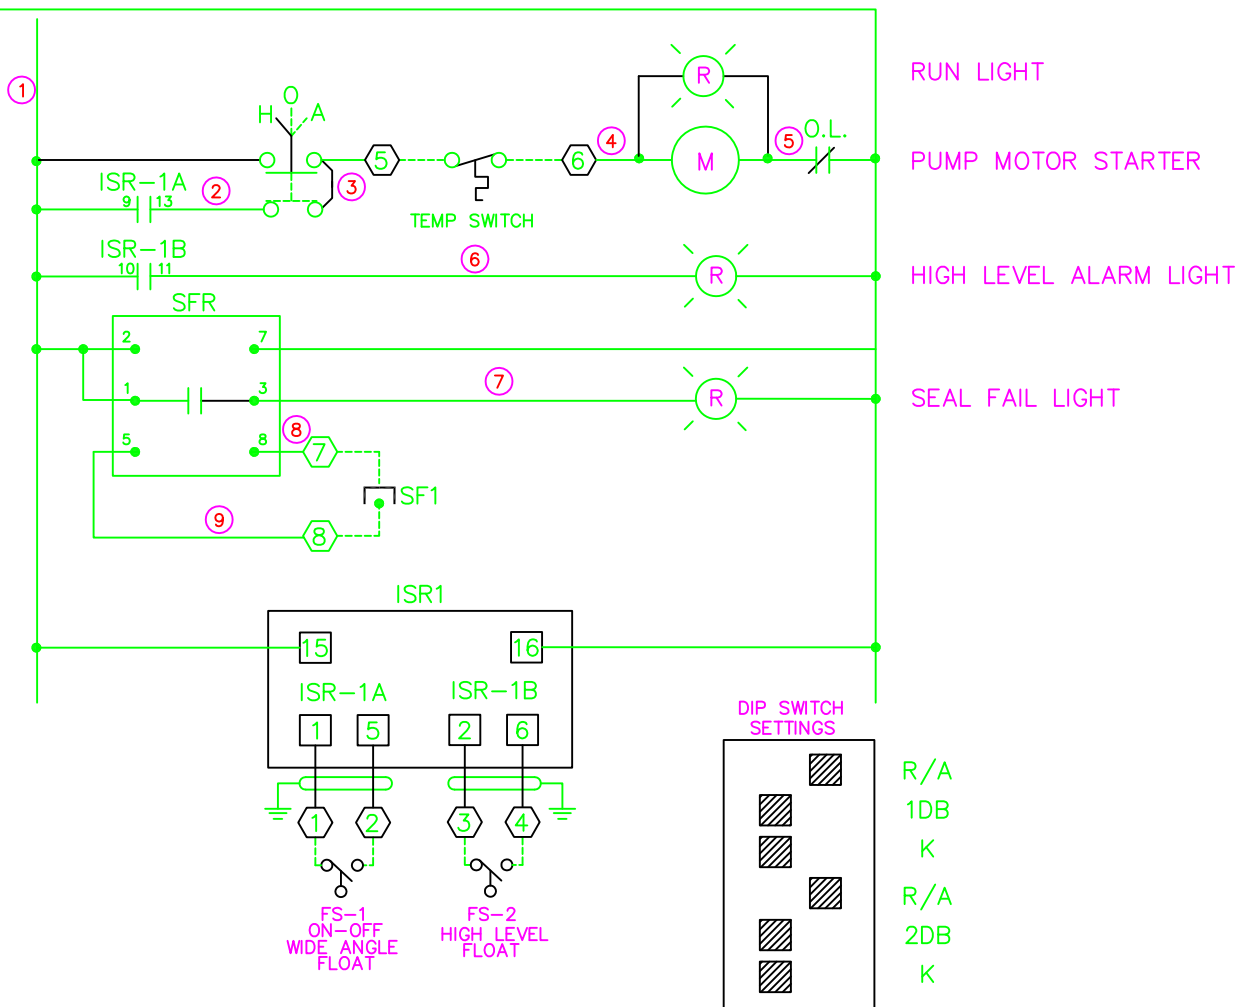 RUN LIGHT
R
1
O
H A
4
5
O.L.
5
6
M
PUMP MOTOR STARTER
ISR-1A
2
3
9 13
TEMP SWITCH
ISR-1B
10 11
6
R
HIGH LEVEL ALARM LIGHT
SFR
2 7
1 3
7
R
SEAL FAIL LIGHT
5 8
8
7
SF1
9
8
ISR1
15 16
ISR-1A ISR-1B
1 5 2 6
1 2 3 4
FS-1
ON-OFF
WIDE ANGLE
FLOAT
FS-2
HIGH LEVEL
FLOAT
DIP SWITCH
SETTINGS
R/A
1DB
K
R/A
2DB
K